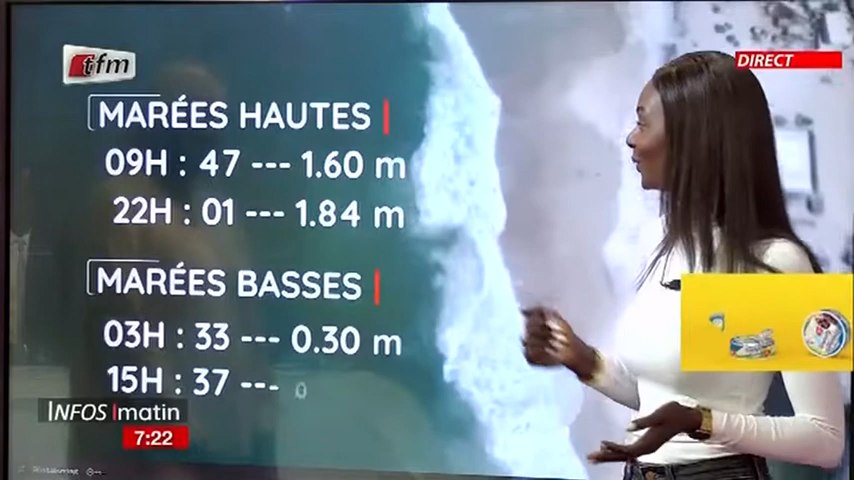 tfm
DIRECT
MARÉES HAUTES
09H : 47 --- 1.60 m
22H : 01 --- 1.84 m
MARÉES BASSES
03H : 33 --- 0.30 m
15H : 37 --- 0
INFOS matin
7:22